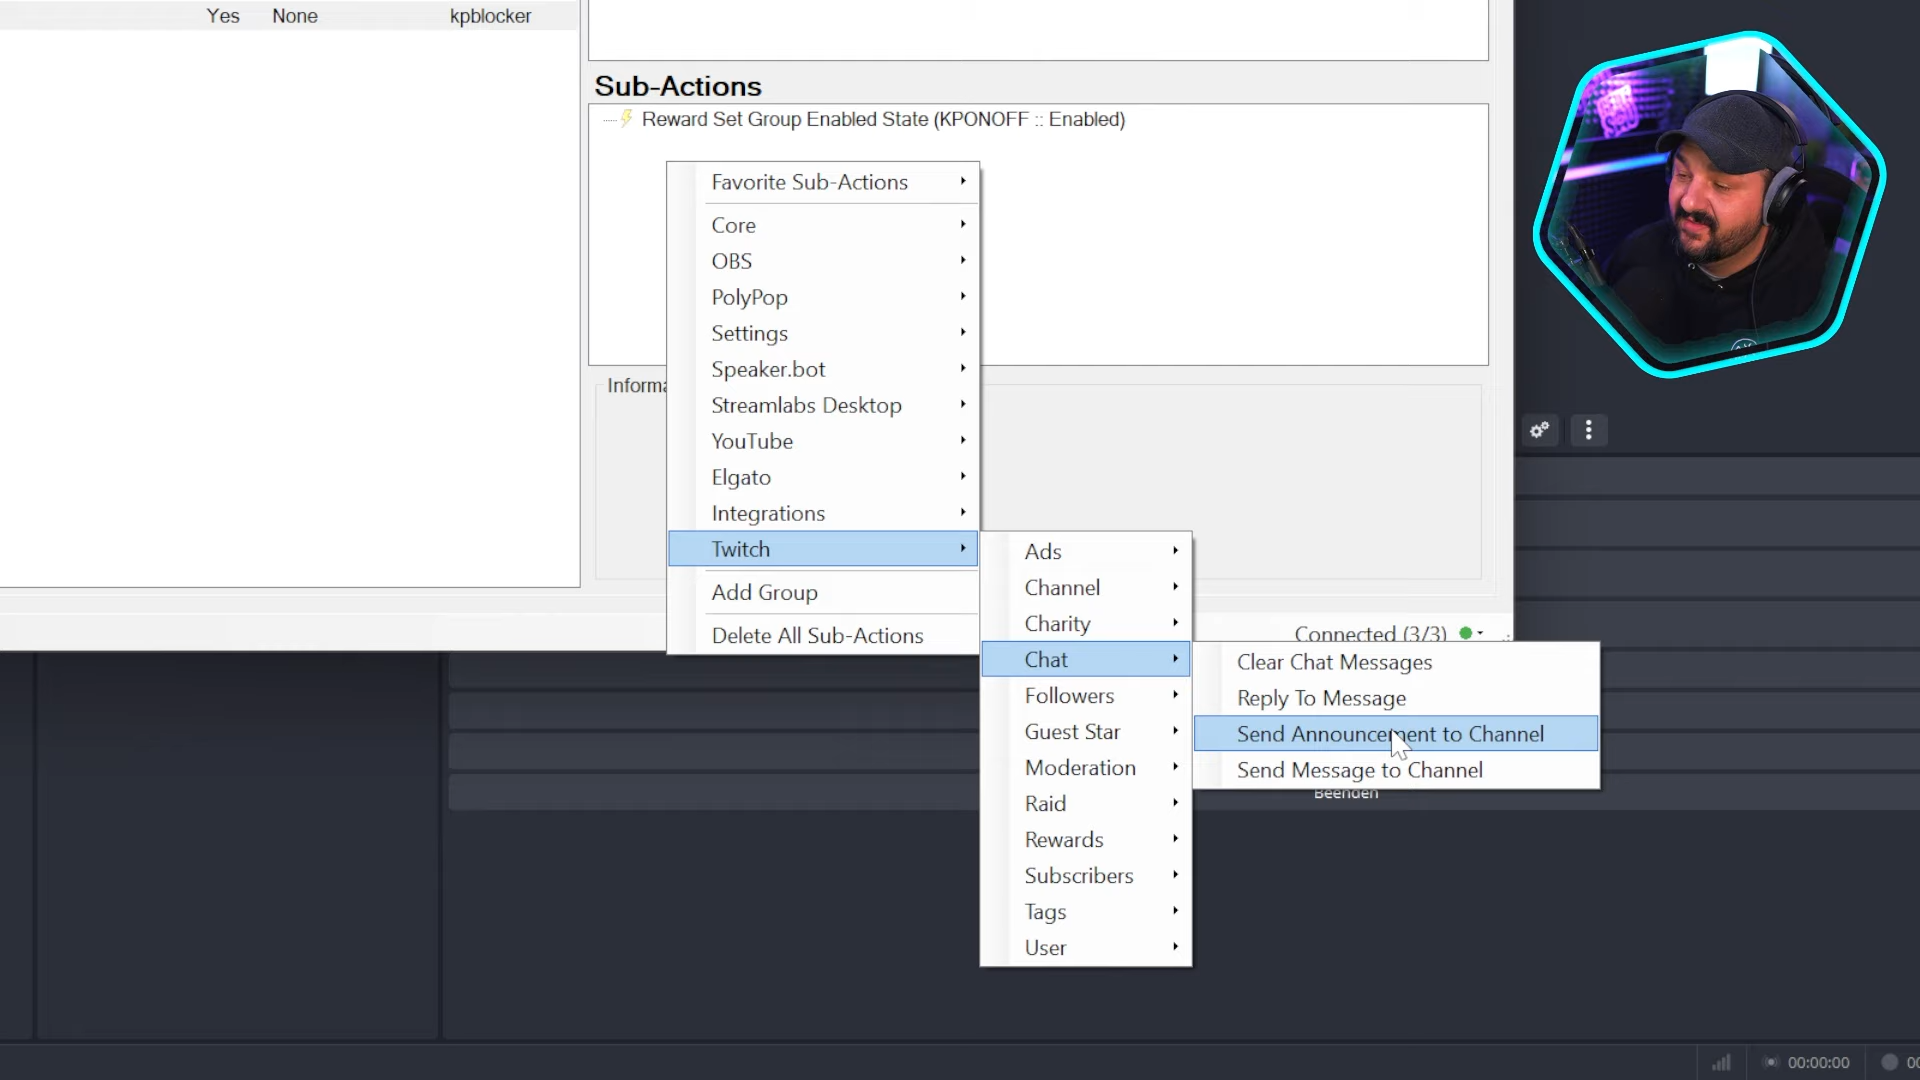 Yes None kpblocker
Sub-Actions
Reward Set Group Enabled State (KPONOFF :: Enabled)
Favorite Sub-Actions
Core
OBS
PolyPop
Settings
Speaker.bot
Streamlabs Desktop
YouTube
Elgato
Integrations
Twitch
Add Group
Delete All Sub-Actions
Informa
Ads
Channel
Charity
Chat
Followers
Guest Star
Moderation
Raid
Rewards
Subscribers
Tags
User
Connected (3/3)
Clear Chat Messages
Reply To Message
Send Announcement to Channel
Send Message to Channel
Beenden
00:00:00